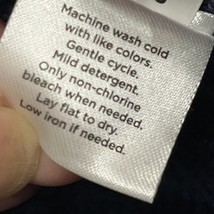 Machine wash cold
with like colors.
Gentle cycle.
Mild detergent.
Only non-chlorine
bleach when needed.
Lay flat to dry.
Low iron if needed.